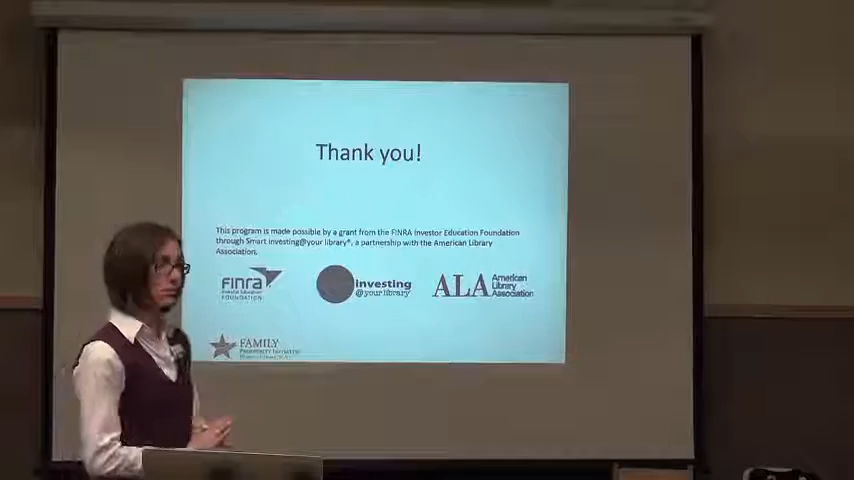 Thank you!
This program is made possible by a grant from the FINRA Investor Education Foundation
through Smart investing@your library®, a partnership with the American Library
Association.
Finra
Investor Education
FOUNDATION
investing
@your library
ALA American
Library
Association
FAMILY
PROSPERITY INITIATIVE